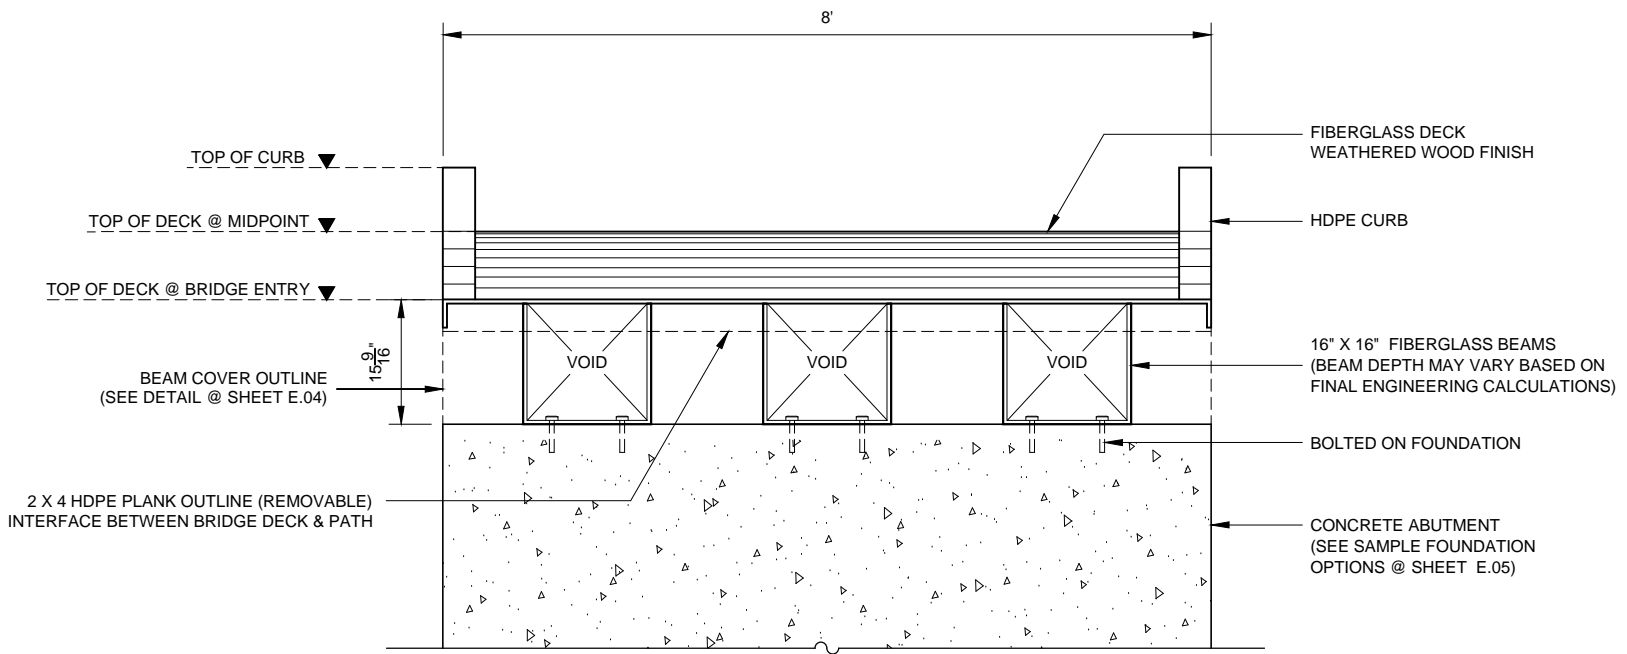 8'
TOP OF CURB
TOP OF DECK @ MIDPOINT
TOP OF DECK @ BRIDGE ENTRY
15 9/16"
BEAM COVER OUTLINE
(SEE DETAIL @ SHEET E.04)
2 X 4 HDPE PLANK OUTLINE (REMOVABLE)
INTERFACE BETWEEN BRIDGE DECK & PATH
VOID
VOID
VOID
FIBERGLASS DECK
WEATHERED WOOD FINISH
HDPE CURB
16" X 16" FIBERGLASS BEAMS
(BEAM DEPTH MAY VARY BASED ON
FINAL ENGINEERING CALCULATIONS)
BOLTED ON FOUNDATION
CONCRETE ABUTMENT
(SEE SAMPLE FOUNDATION
OPTIONS @ SHEET E.05)